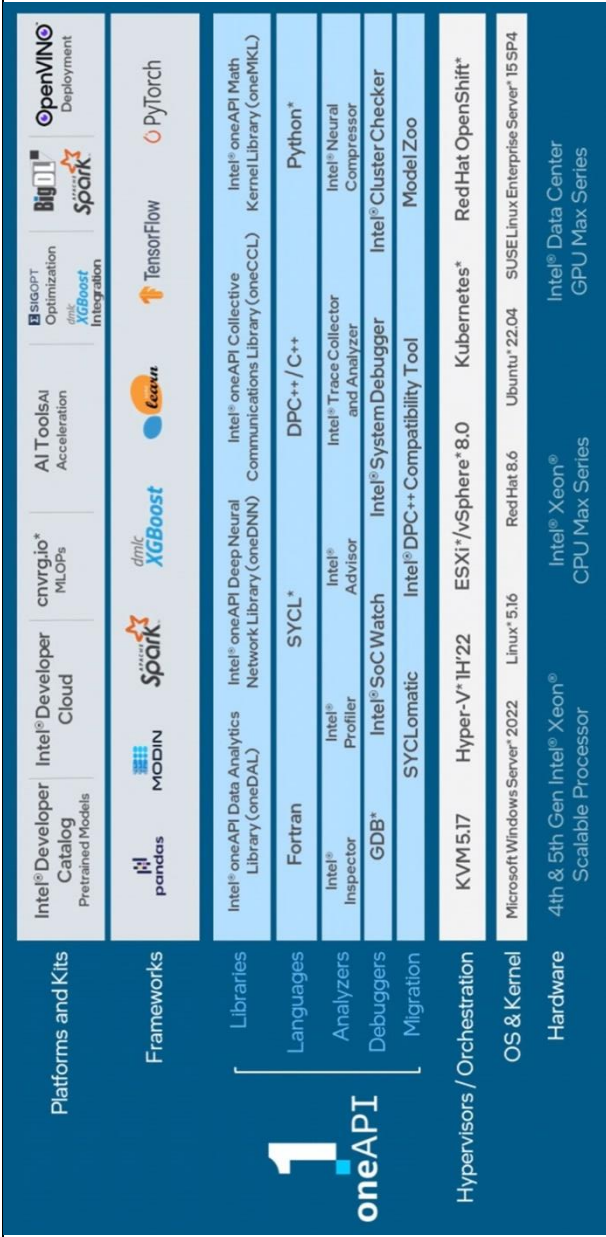 Platforms and Kits
Intel® Developer
Catalog
Pretrained Models
Intel® Developer
Cloud
cnvrg.io*
MLOPs
AI ToolsAI
Acceleration
SIGOPT
Optimization
dmlc
XGBoost
Integration
BigDL
APACHE
Spark
OpenVINO
Deployment
Frameworks
pandas
MODIN
APACHE
Spark
dmlc
XGBoost
learn
TensorFlow
PyTorch
oneAPI
Libraries
Intel® oneAPI Data Analytics
Library (oneDAL)
Intel® oneAPI Deep Neural
Network Library (oneDNN)
Intel® oneAPI Collective
Communications Library (oneCCL)
Intel® oneAPI Math
Kernel Library (oneMKL)
Languages
Fortran
SYCL*
DPC++ / C++
Python*
Analyzers
Intel®
Inspector
Intel®
Profiler
Intel®
Advisor
Intel® Trace Collector
and Analyzer
Intel® Neural
Compressor
Debuggers
GDB*
Intel® SoC Watch
Intel® System Debugger
Intel® Cluster Checker
Migration
SYCLomatic
Intel® DPC++ Compatibility Tool
Model Zoo
Hypervisors / Orchestration
KVM 5.17
Hyper-V* 1H'22
ESXi*/vSphere* 8.0
Kubernetes*
Red Hat OpenShift*
OS & Kernel
Microsoft Windows Server* 2022
Linux* 5.16
Red Hat 8.6
Ubuntu* 22.04
SUSE Linux Enterprise Server* 15 SP4
Hardware
4th & 5th Gen Intel® Xeon®
Scalable Processor
Intel® Xeon®
CPU Max Series
Intel® Data Center
GPU Max Series